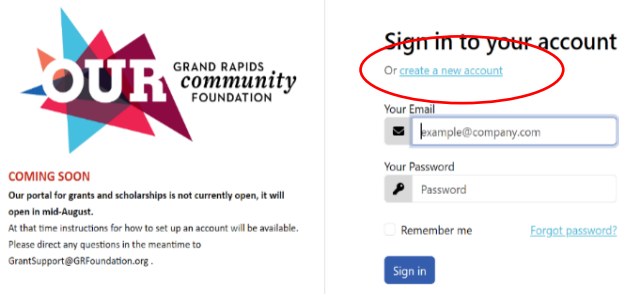 OUR
GRAND RAPIDS
community
FOUNDATION
COMING SOON
Our portal for grants and scholarships is not currently open, it will
open in mid-August.
At that time instructions for how to set up an account will be available.
Please direct any questions in the meantime to
GrantSupport@GRFoundation.org .
Sign in to your account
Or create a new account
Your Email
example@company.com
Your Password
Password
Remember me
Forgot password?
Sign in